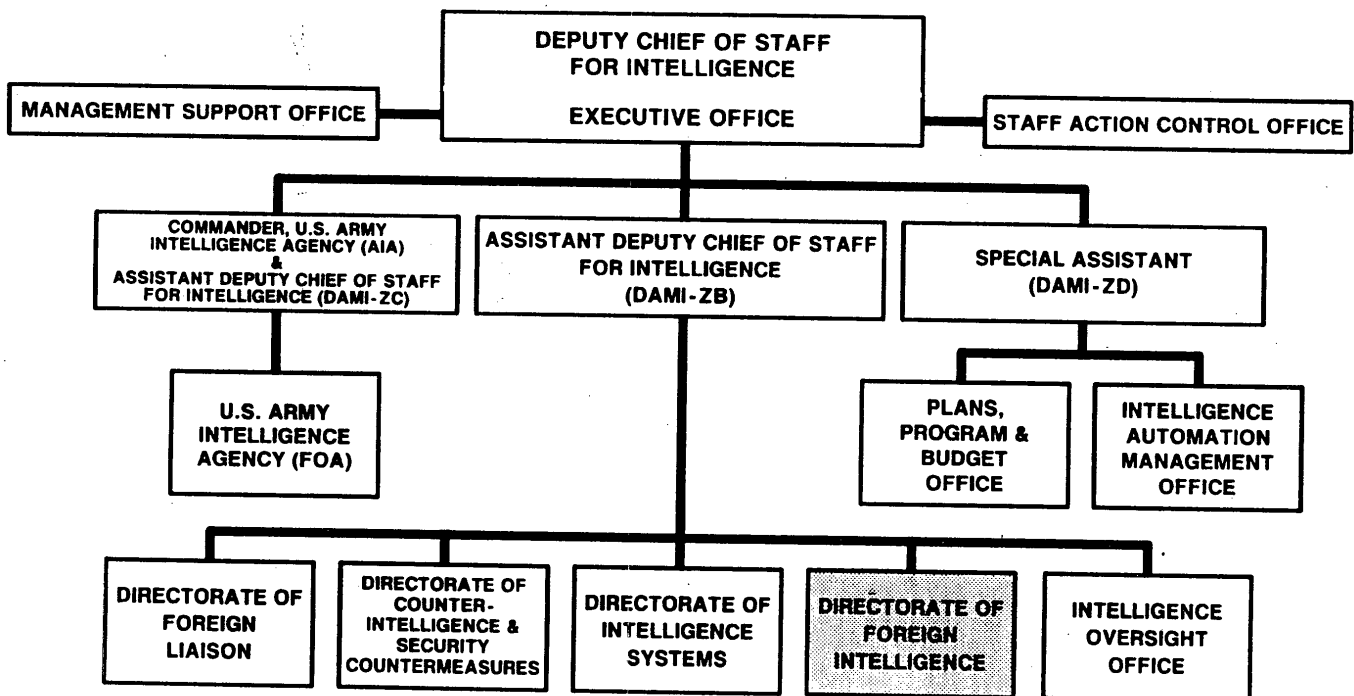 DEPUTY CHIEF OF STAFF
FOR INTELLIGENCE
EXECUTIVE OFFICE
MANAGEMENT SUPPORT OFFICE
STAFF ACTION CONTROL OFFICE
COMMANDER, U.S. ARMY
INTELLIGENCE AGENCY (AIA)
&
ASSISTANT DEPUTY CHIEF OF STAFF
FOR INTELLIGENCE (DAMI-ZC)
ASSISTANT DEPUTY CHIEF OF STAFF
FOR INTELLIGENCE
(DAMI-ZB)
SPECIAL ASSISTANT
(DAMI-ZD)
U.S. ARMY
INTELLIGENCE
AGENCY (FOA)
PLANS,
PROGRAM &
BUDGET
OFFICE
INTELLIGENCE
AUTOMATION
MANAGEMENT
OFFICE
DIRECTORATE OF
FOREIGN
LIAISON
DIRECTORATE OF
COUNTER-
INTELLIGENCE &
SECURITY
COUNTERMEASURES
DIRECTORATE OF
INTELLIGENCE
SYSTEMS
DIRECTORATE OF
FOREIGN
INTELLIGENCE
INTELLIGENCE
OVERSIGHT
OFFICE